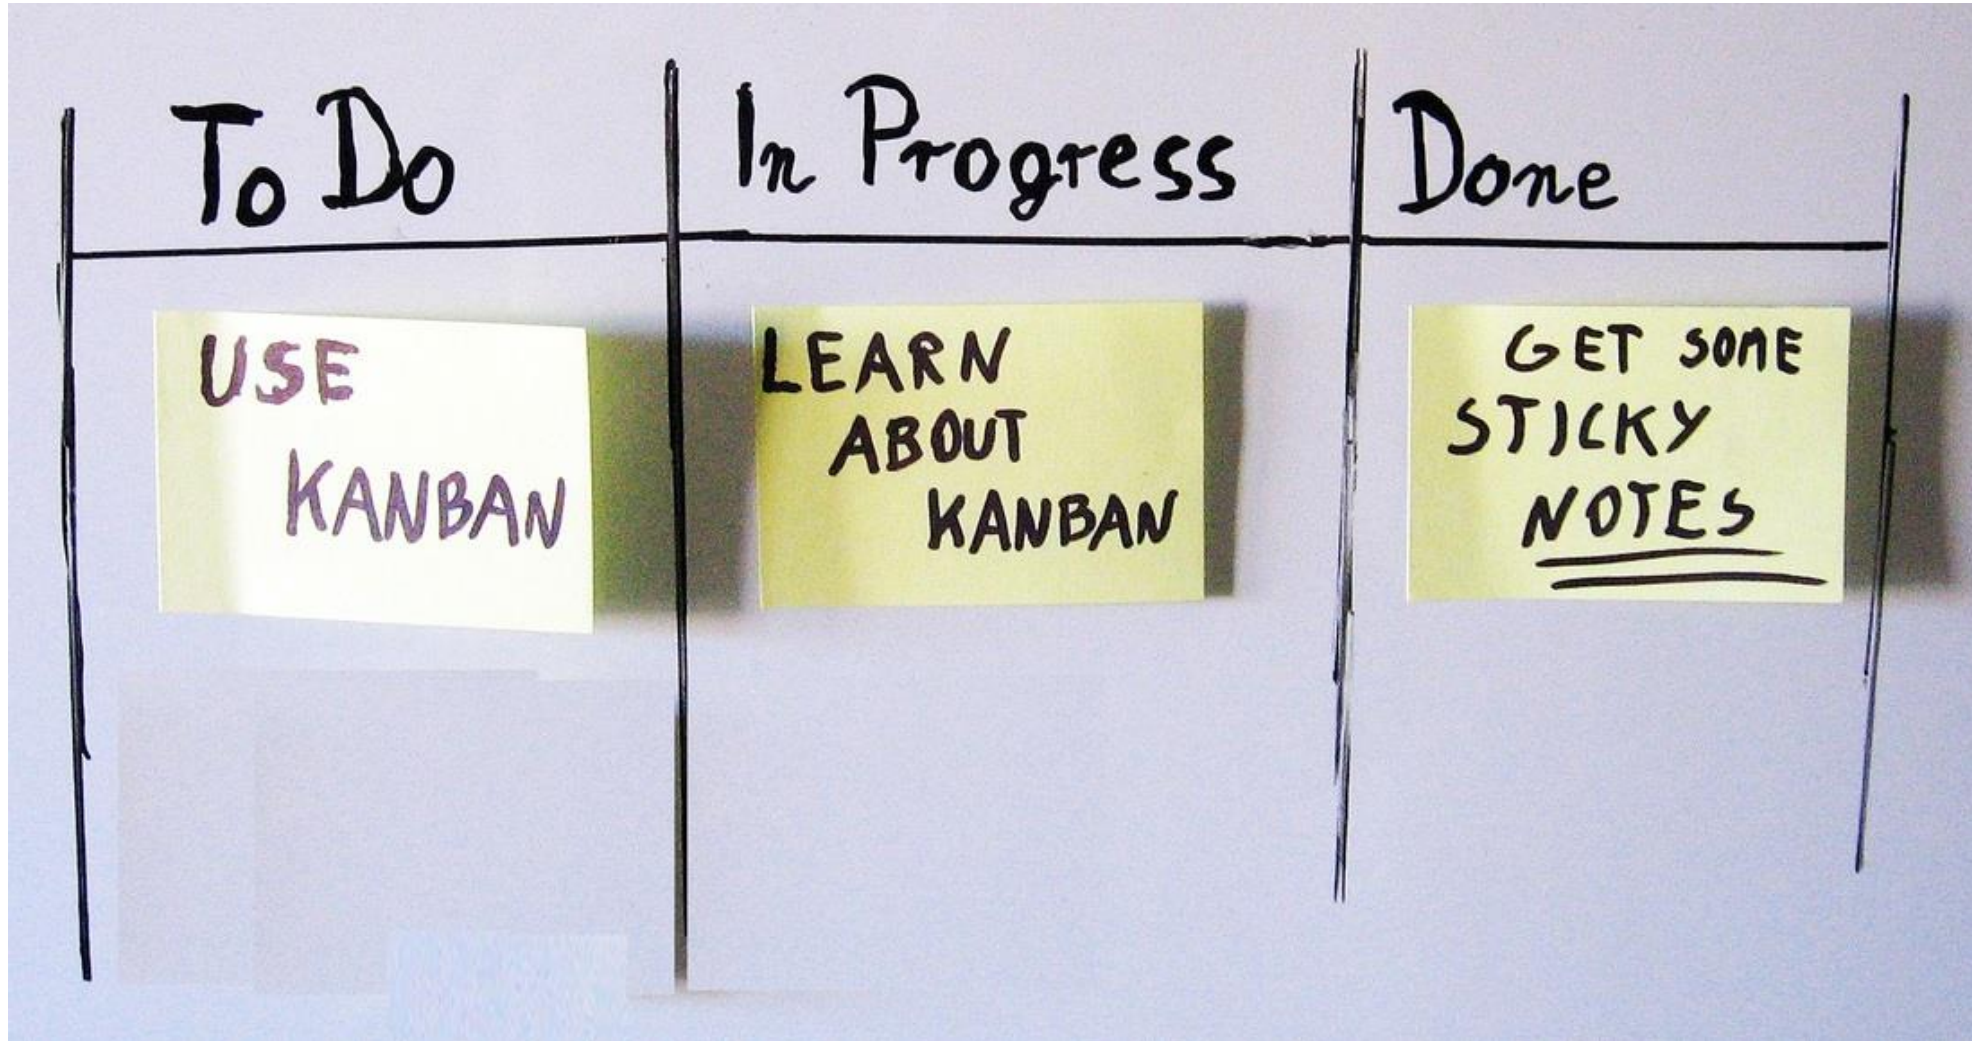 To Do
In Progress
Done
USE
KANBAN
LEARN
ABOUT
KANBAN
GET SOME
STICKY
NOTES